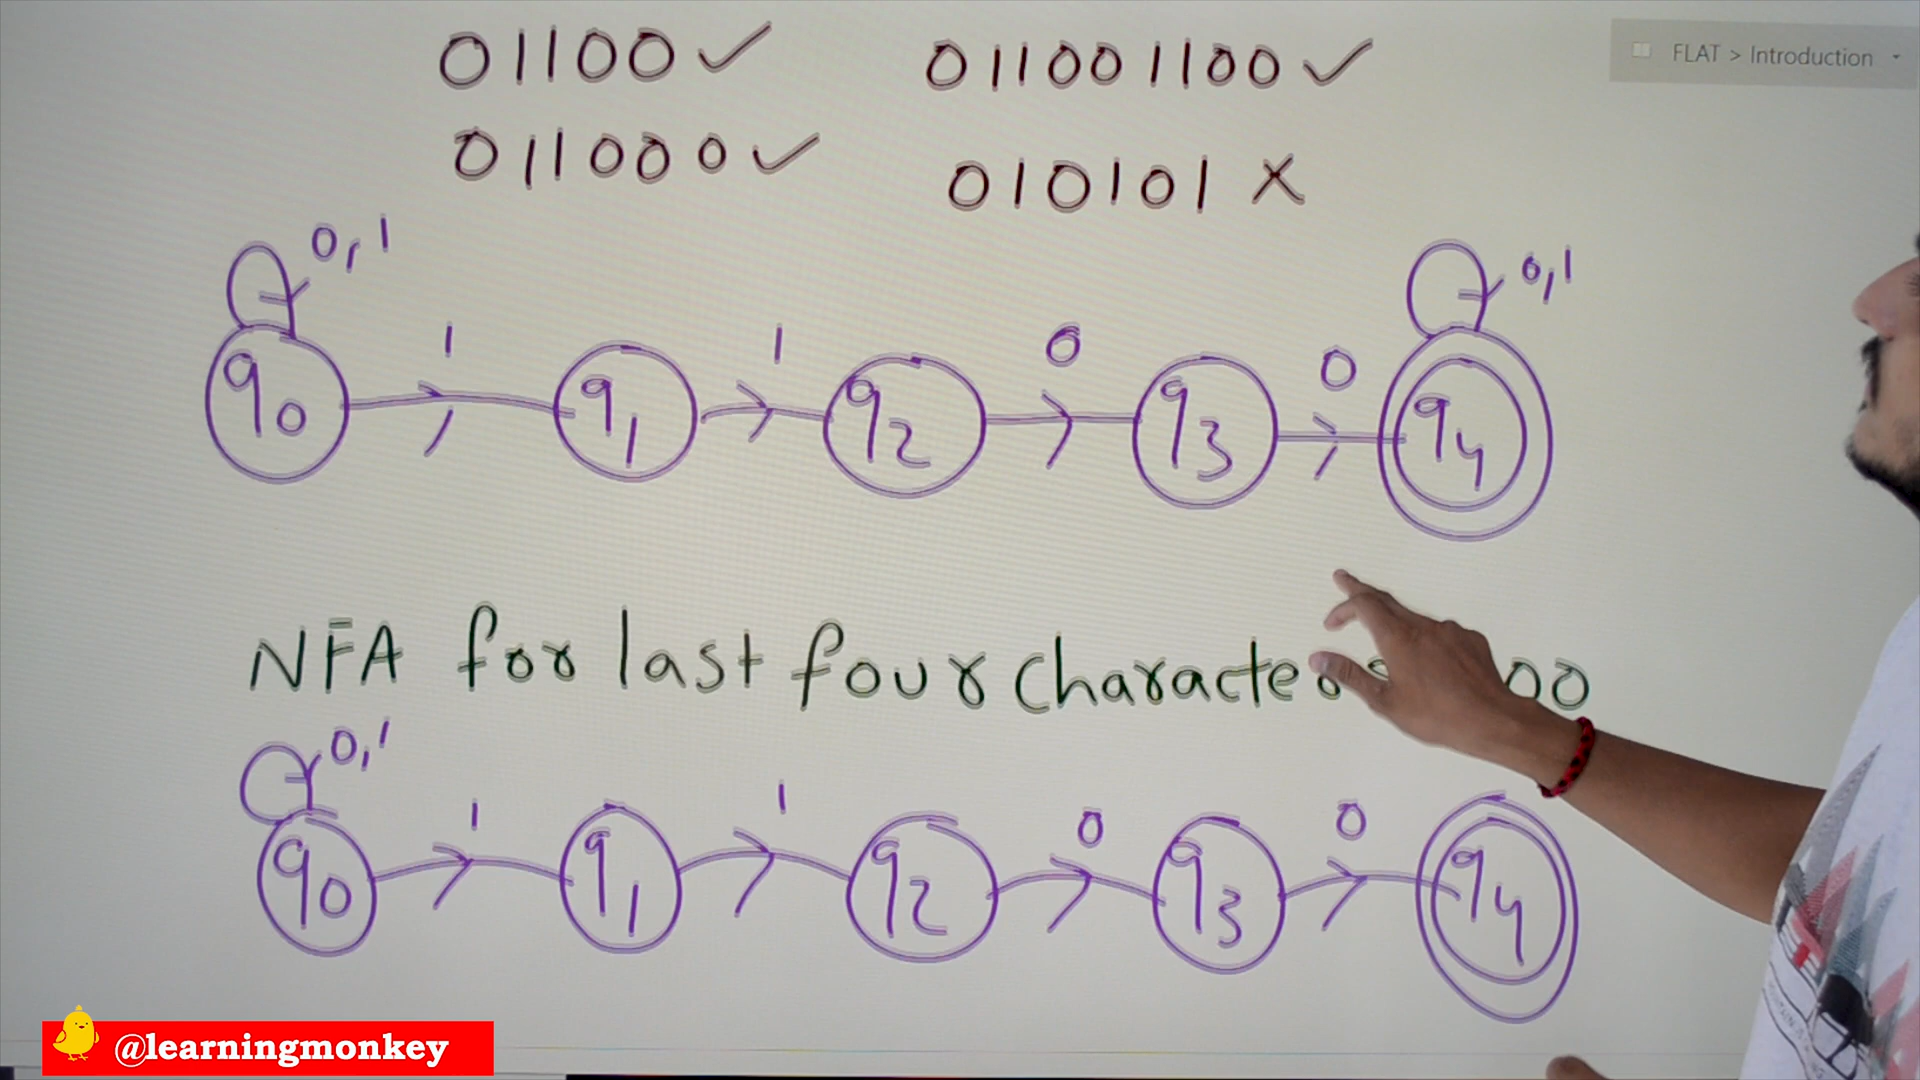 01100 ✓ 011001100 ✓
FLAT > Introduction
011000 ✓ 010101 ×
0,1 0,1
1 1 0 0
q0 q1 q2 q3 q4
NFA for last four 00
0,1
1 1 0 0
q0 q1 q2 q3 q4
@learningmonkey